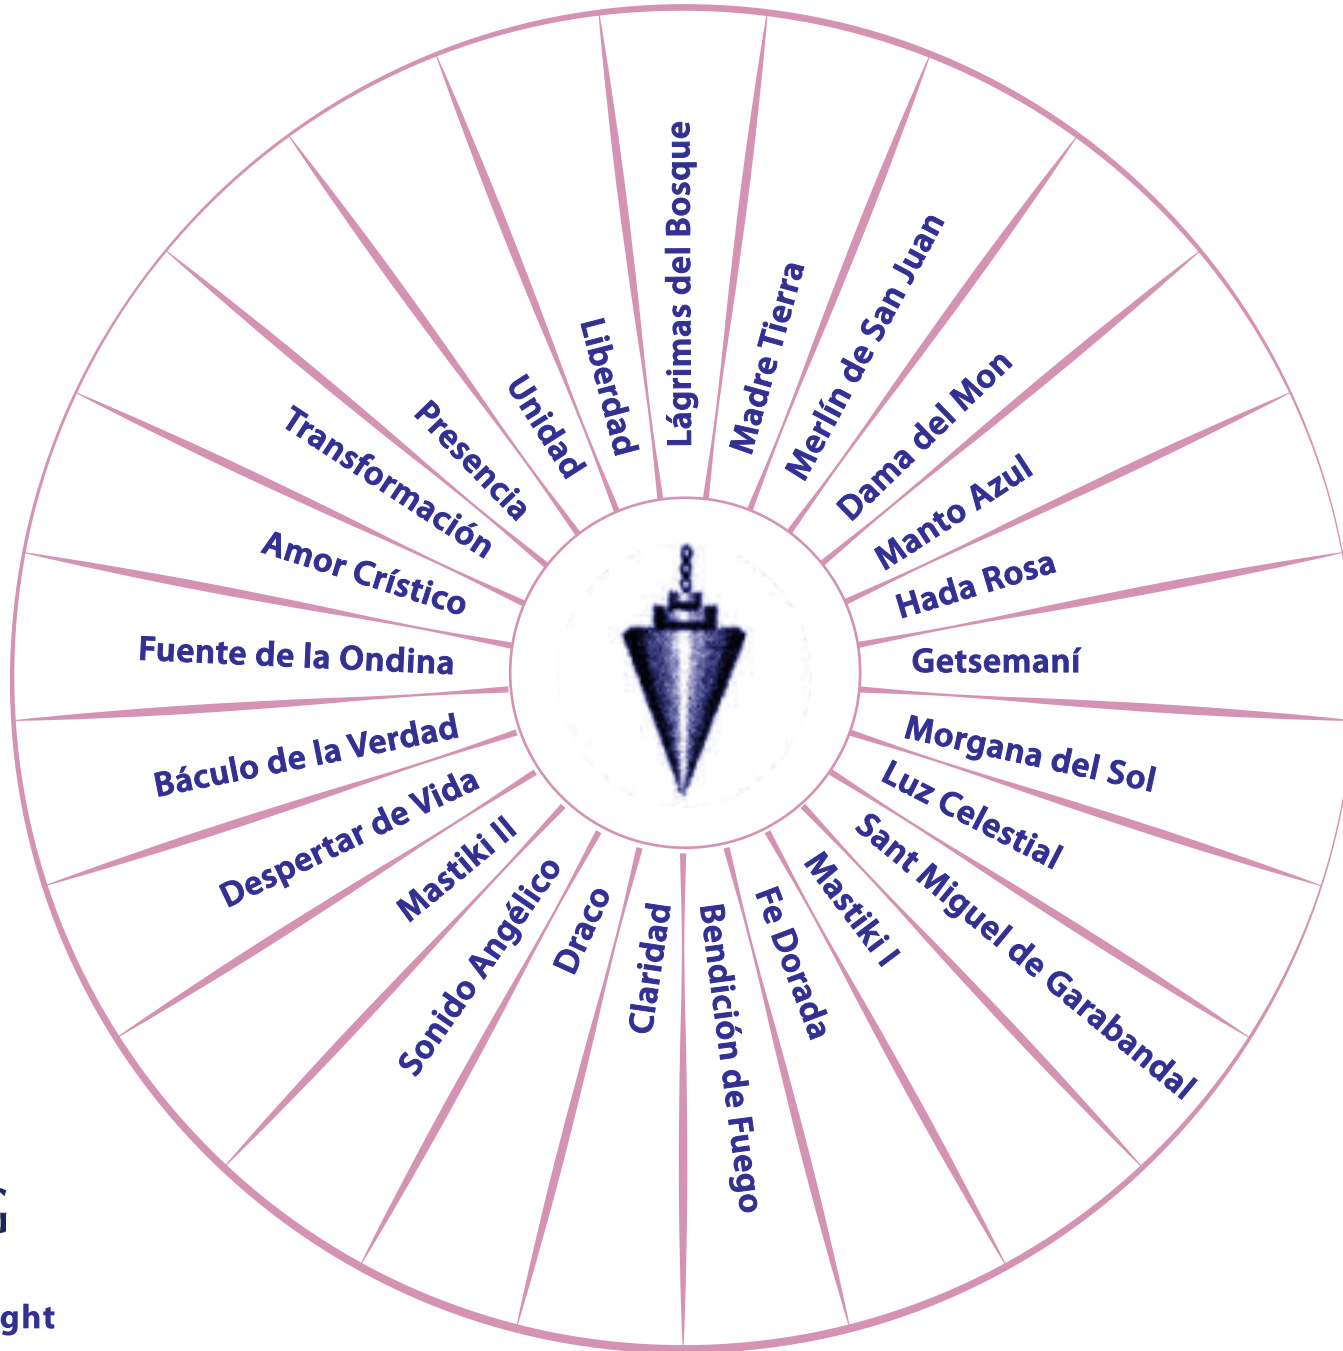 Lágrimas del Bosque
Madre Tierra
Merlín de San Juan
Dama del Mon
Manto Azul
Hada Rosa
Getsemaní
Morgana del Sol
Luz Celestial
Sant Miguel de Garabandal
Mastiki I
Fe Dorada
Bendición de Fuego
Claridad
Draco
Sonido Angélico
Mastiki II
Despertar de Vida
Báculo de la Verdad
Fuente de la Ondina
Amor Crístico
Transformación
Presencia
Unidad
Liberdad
G
ght